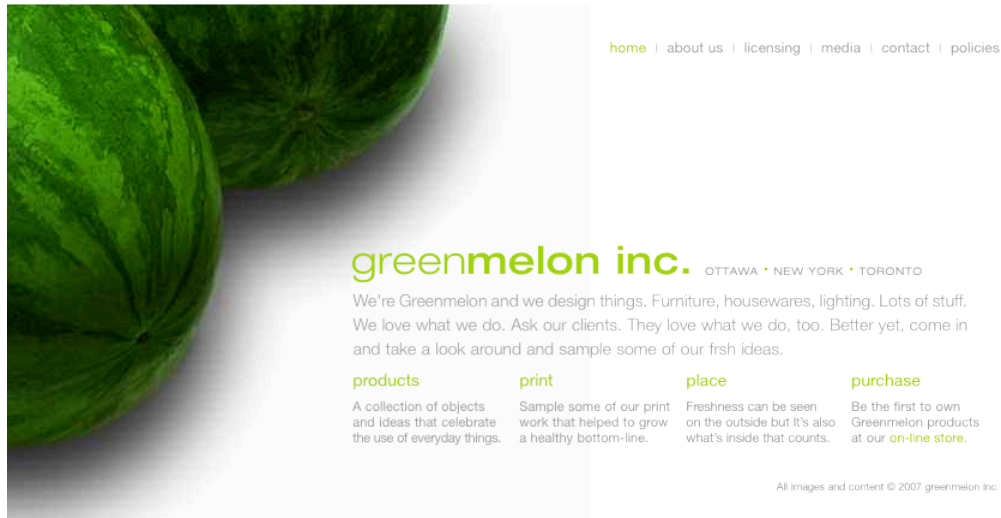 home | about us | licensing | media | contact | policies
greenmelon inc. OTTAWA • NEW YORK • TORONTO
We're Greenmelon and we design things. Furniture, housewares, lighting. Lots of stuff.
We love what we do. Ask our clients. They love what we do, too. Better yet, come in
and take a look around and sample some of our frsh ideas.
products
A collection of objects
and ideas that celebrate
the use of everyday things.
print
Sample some of our print
work that helped to grow
a healthy bottom-line.
place
Freshness can be seen
on the outside but it's also
what's inside that counts.
purchase
Be the first to own
Greenmelon products
at our on-line store.
All images and content © 2007 greenmelon inc.